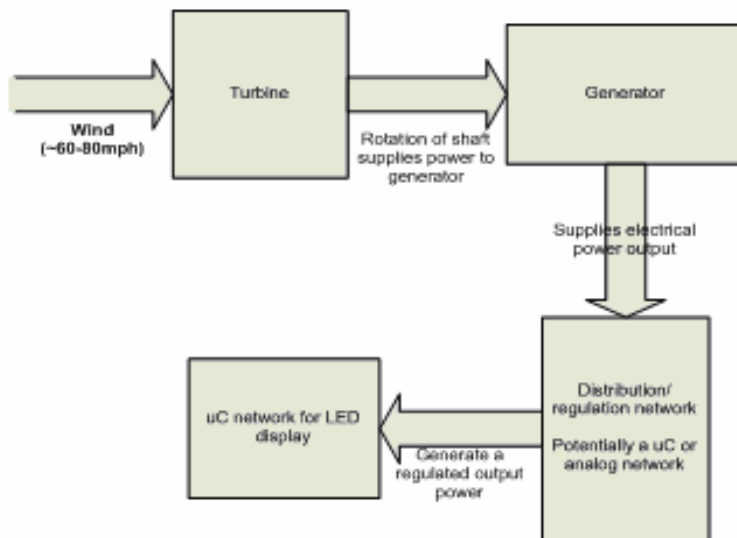 Turbine
Generator
Wind
(~60-80mph)
Rotation of shaft
supplies power to
generator
Supplies electrical
power output
Distribution/
regulation network
Potentially a uC or
analog network
uC network for LED
display
Generate a
regulated output
power